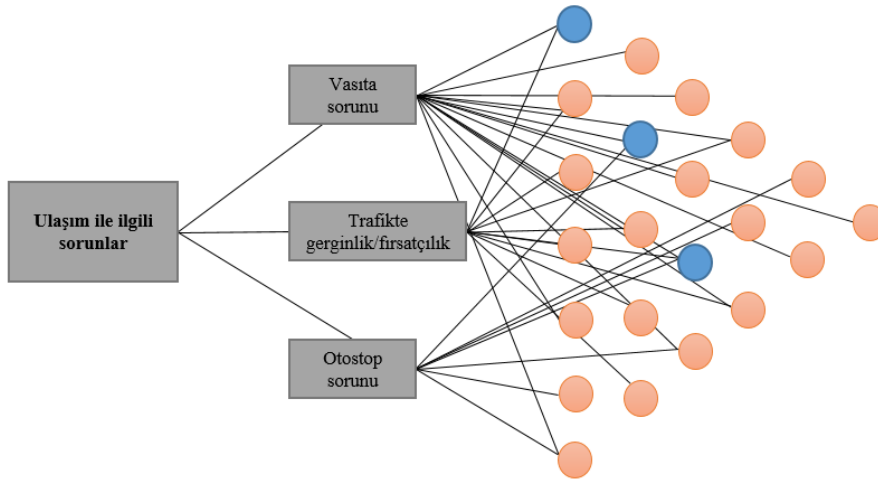 Vasıta
sorunu
Ulaşım ile ilgili
sorunlar
Trafikte
gerginlik/fırsatçılık
Otostop
sorunu